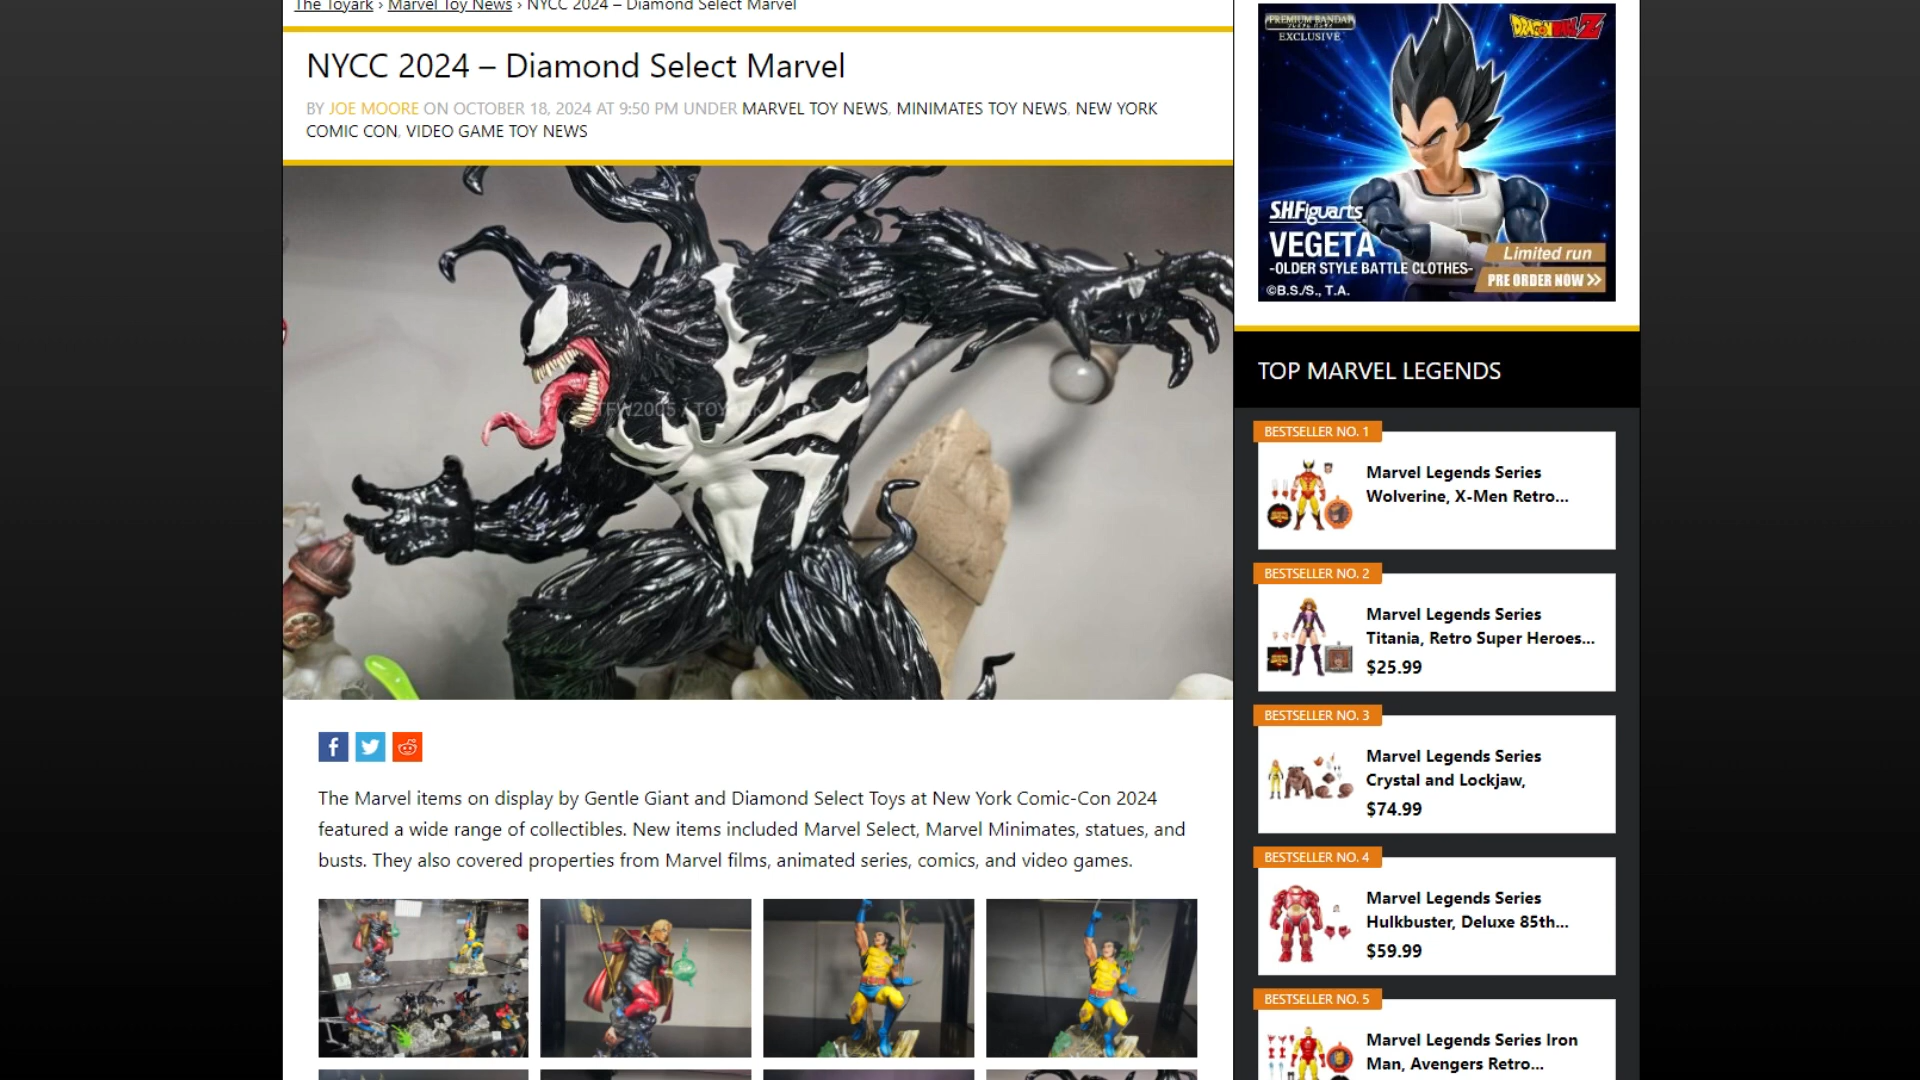 The Toyark › Marvel Toy News › NYCC 2024 – Diamond Select Marvel
NYCC 2024 – Diamond Select Marvel
BY JOE MOORE ON OCTOBER 18, 2024 AT 9:50 PM UNDER MARVEL TOY NEWS, MINIMATES TOY NEWS, NEW YORK
COMIC CON, VIDEO GAME TOY NEWS
TFW2005 / TOYARK
The Marvel items on display by Gentle Giant and Diamond Select Toys at New York Comic-Con 2024
featured a wide range of collectibles. New items included Marvel Select, Marvel Minimates, statues, and
busts. They also covered properties from Marvel films, animated series, comics, and video games.
PREMIUM BANDAI
EXCLUSIVE
DRAGON BALL Z
S.H.Figuarts
VEGETA
-OLDER STYLE BATTLE CLOTHES-
Limited run
PRE ORDER NOW >>
©B.S./S., T.A.
TOP MARVEL LEGENDS
BESTSELLER NO. 1
Marvel Legends Series
Wolverine, X-Men Retro...
BESTSELLER NO. 2
Marvel Legends Series
Titania, Retro Super Heroes...
$25.99
BESTSELLER NO. 3
Marvel Legends Series
Crystal and Lockjaw,
$74.99
BESTSELLER NO. 4
Marvel Legends Series
Hulkbuster, Deluxe 85th...
$59.99
BESTSELLER NO. 5
Marvel Legends Series Iron
Man, Avengers Retro...